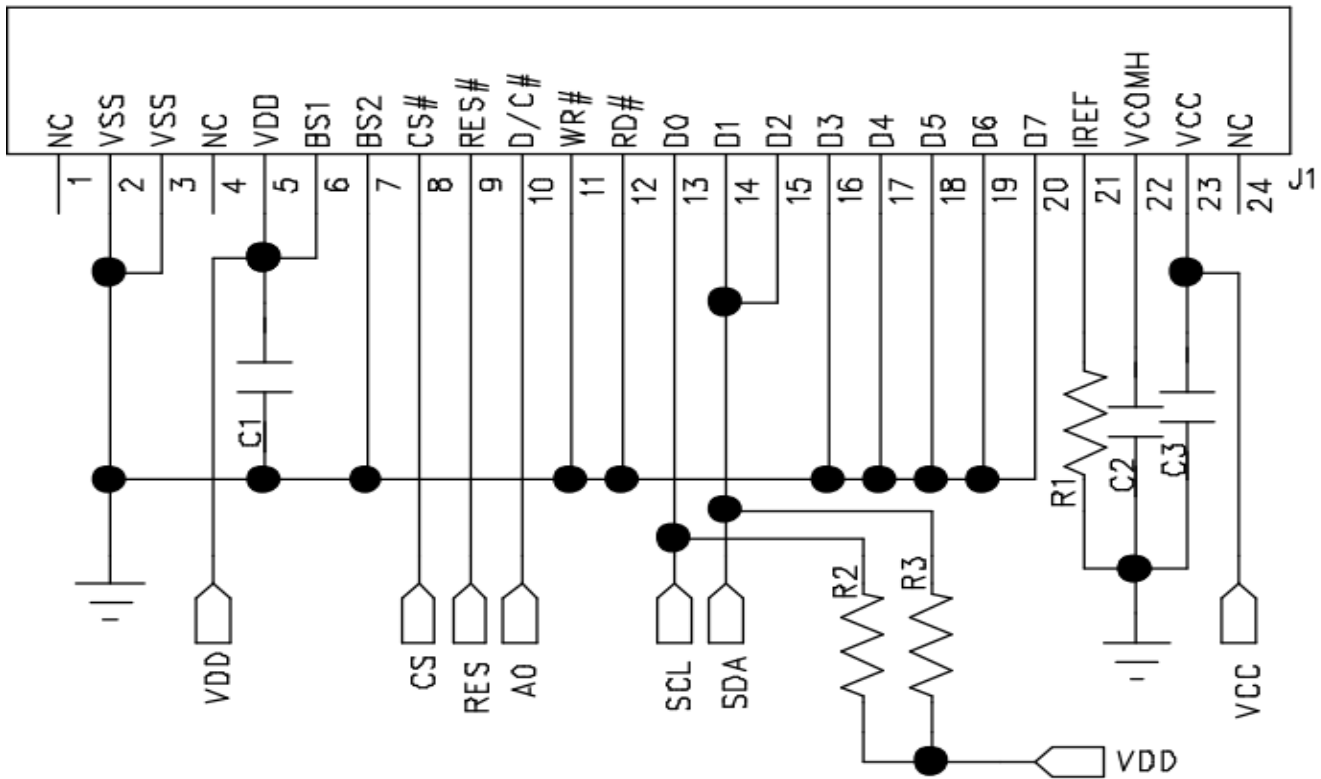 NC
VSS
VSS
NC
VDD
BS1
BS2
CS#
RES#
D/C#
WR#
RD#
D0
D1
D2
D3
D4
D5
D6
D7
IREF
VCOMH
VCC
NC
1
2
3
4
5
6
7
8
9
10
11
12
13
14
15
16
17
18
19
20
21
22
23
24
J1
C1
R1
C2
C3
R2
R3
VDD
CS
RES
A0
SCL
SDA
VCC
VDD